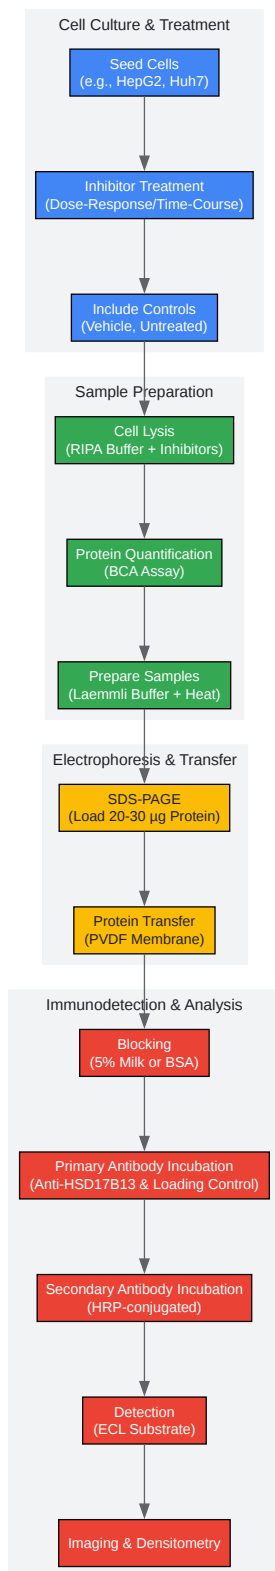 Cell Culture & Treatment
Seed Cells
(e.g., HepG2, Huh7)
Inhibitor Treatment
(Dose-Response/Time-Course)
Include Controls
(Vehicle, Untreated)
Sample Preparation
Cell Lysis
(RIPA Buffer + Inhibitors)
Protein Quantification
(BCA Assay)
Prepare Samples
(Laemmli Buffer + Heat)
Electrophoresis & Transfer
SDS-PAGE
(Load 20-30 µg Protein)
Protein Transfer
(PVDF Membrane)
Immunodetection & Analysis
Blocking
(5% Milk or BSA)
Primary Antibody Incubation
(Anti-HSD17B13 & Loading Control)
Secondary Antibody Incubation
(HRP-conjugated)
Detection
(ECL Substrate)
Imaging & Densitometry